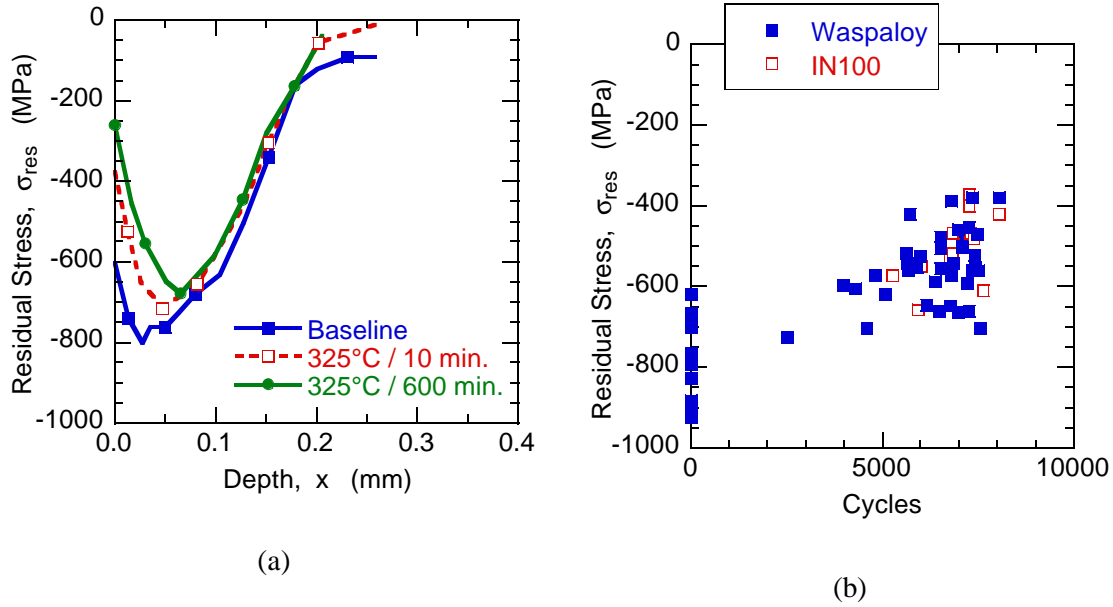 0
-200
-400
-600
-800
-1000
Residual Stress, σres (MPa)
Baseline
325°C / 10 min.
325°C / 600 min.
0.0 0.1 0.2 0.3 0.4
Depth, x (mm)
(a)
Waspaloy
IN100
0
-200
-400
-600
-800
-1000
Residual Stress, σres (MPa)
0 5000 10000
Cycles
(b)